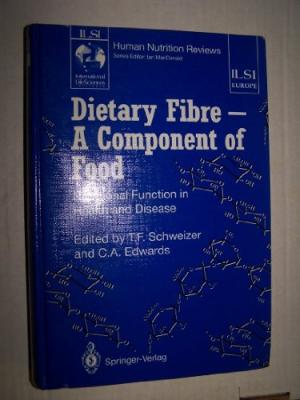 ILSI
International
Life Sciences
Human Nutrition Reviews
Series Editor: Ian MacDonald
ILSI
EUROPE
Dietary Fibre –
A Component of
Food
Function in
Health and Disease
Edited by T.F. Schweizer
and C.A. Edwards
Springer-Verlag